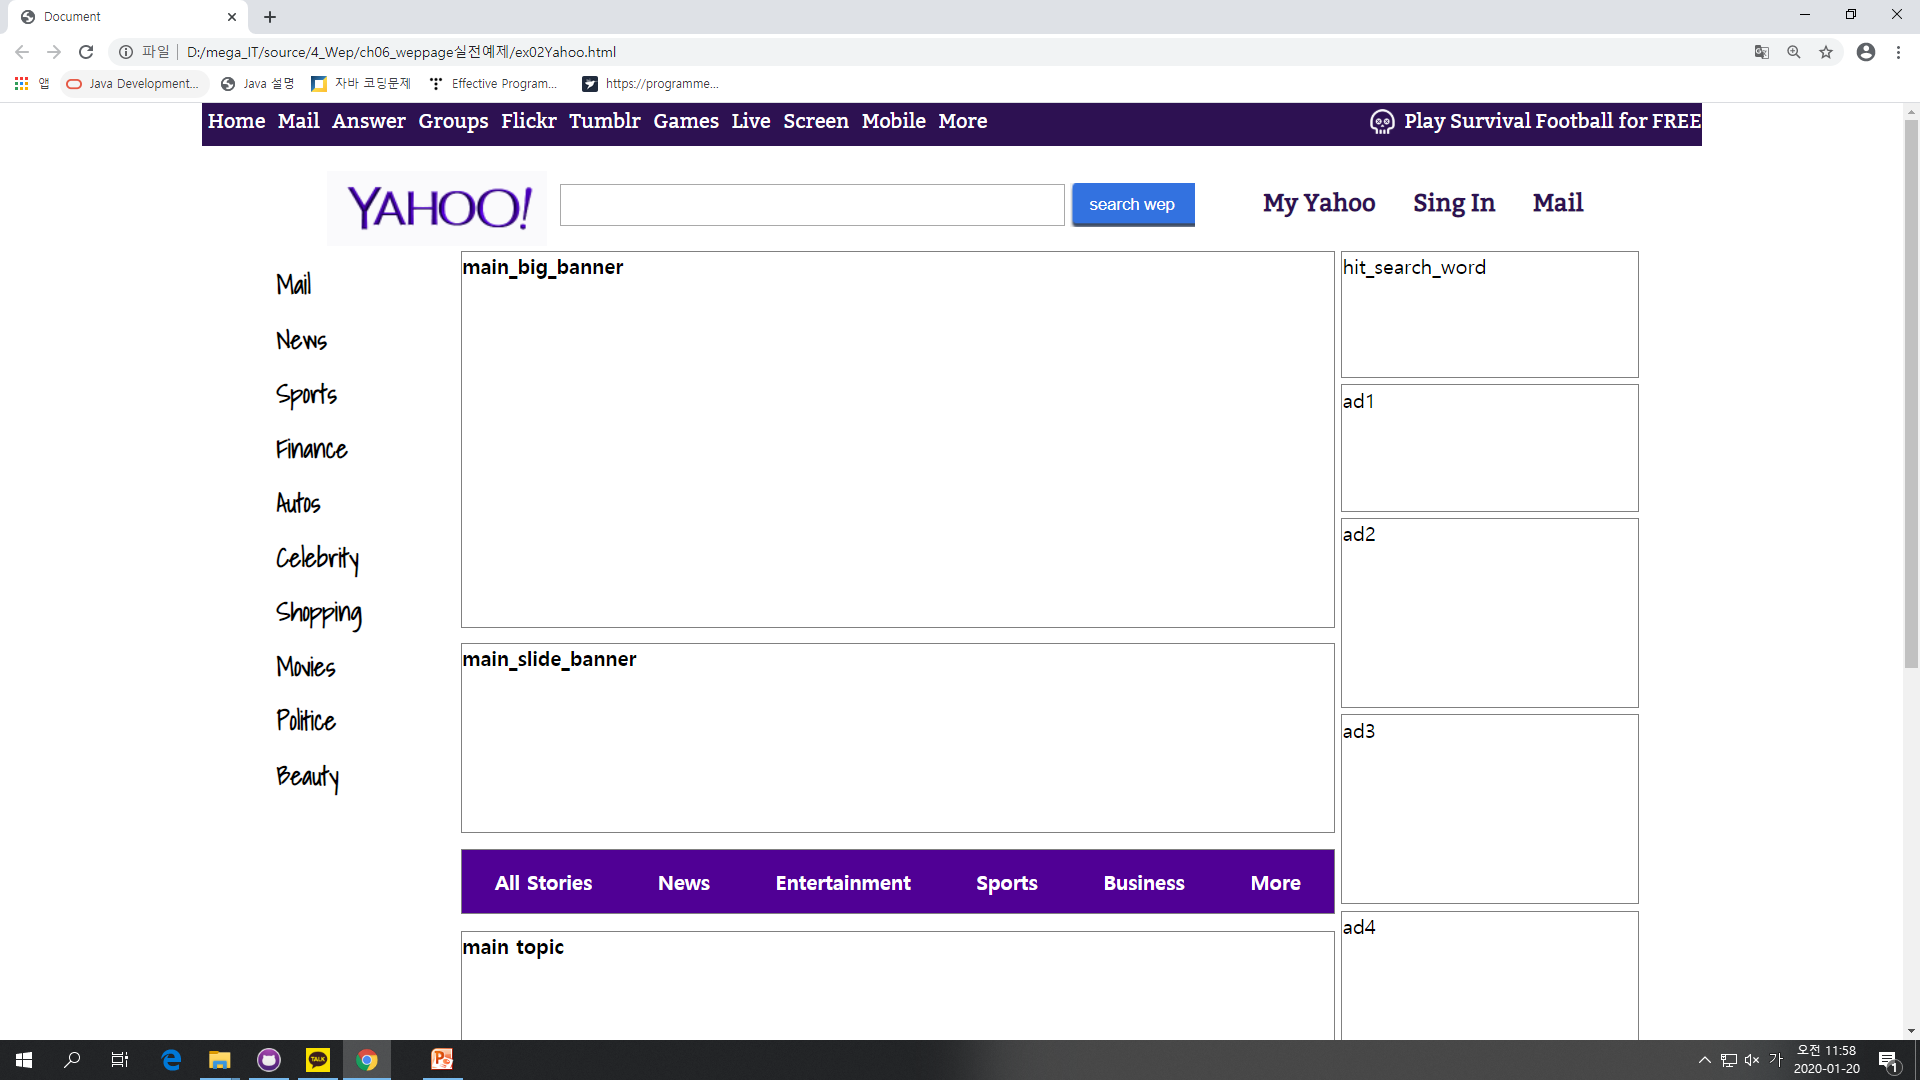 Document
파일 D:/mega_IT/source/4_Wep/ch06_weppage실전예제/ex02Yahoo.html
앱 Java Development... Java 설명 자바 코딩문제 Effective Program... https://programme...
Home Mail Answer Groups Flickr Tumblr Games Live Screen Mobile More Play Survival Football for FREE
YAHOO! search wep My Yahoo Sing In Mail
Mail
News
Sports
Finance
Autos
Celebrity
Shopping
Movies
Politice
Beauty
main_big_banner
main_slide_banner
All Stories News Entertainment Sports Business More
main topic
hit_search_word
ad1
ad2
ad3
ad4
TALK
가 오전 11:58
2020-01-20
1